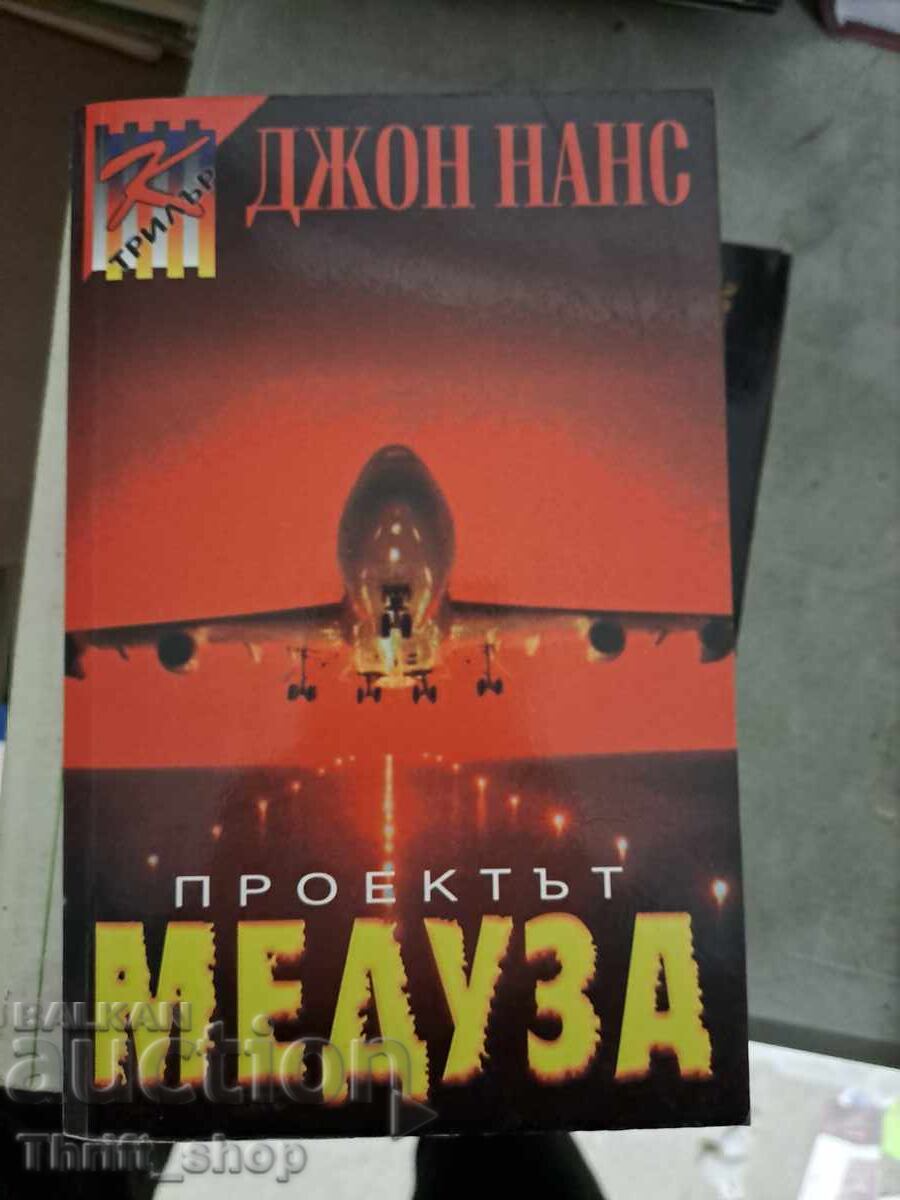 ДЖОН НАНС
К
ТРИЛЪР
ПРОЕКТЪТ
МЕДУЗА
BALKAN
auction
Thrift_shop